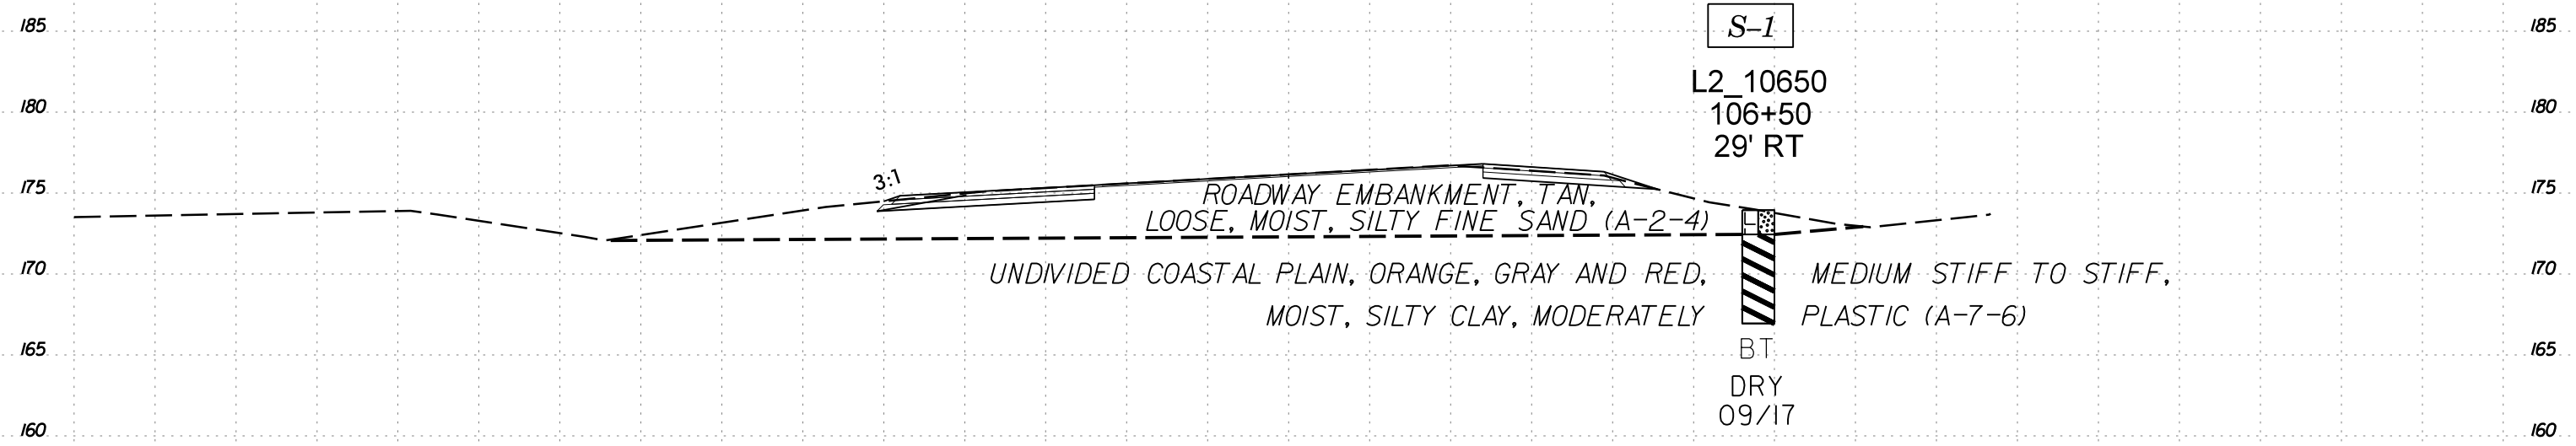 S-1
185 185
L2_10650
180 180
106+50
29' RT
3:1
175 175
ROADWAY EMBANKMENT, TAN,
LOOSE, MOIST, SILTY FINE SAND (A-2-4)
L
170 UNDIVIDED COASTAL PLAIN, ORANGE, GRAY AND RED, MEDIUM STIFF TO STIFF, 170
MOIST, SILTY CLAY, MODERATELY PLASTIC (A-7-6)
165 BT 165
DRY
09/17
160 160